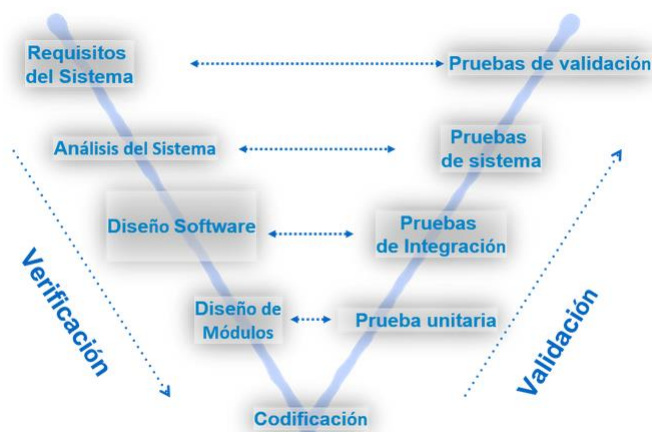 Requisitos
del Sistema
Pruebas de validación
Análisis del Sistema
Pruebas
de sistema
Diseño Software
Pruebas
de Integración
Verificación
Validación
Diseño de
Módulos
Prueba unitaria
Codificación